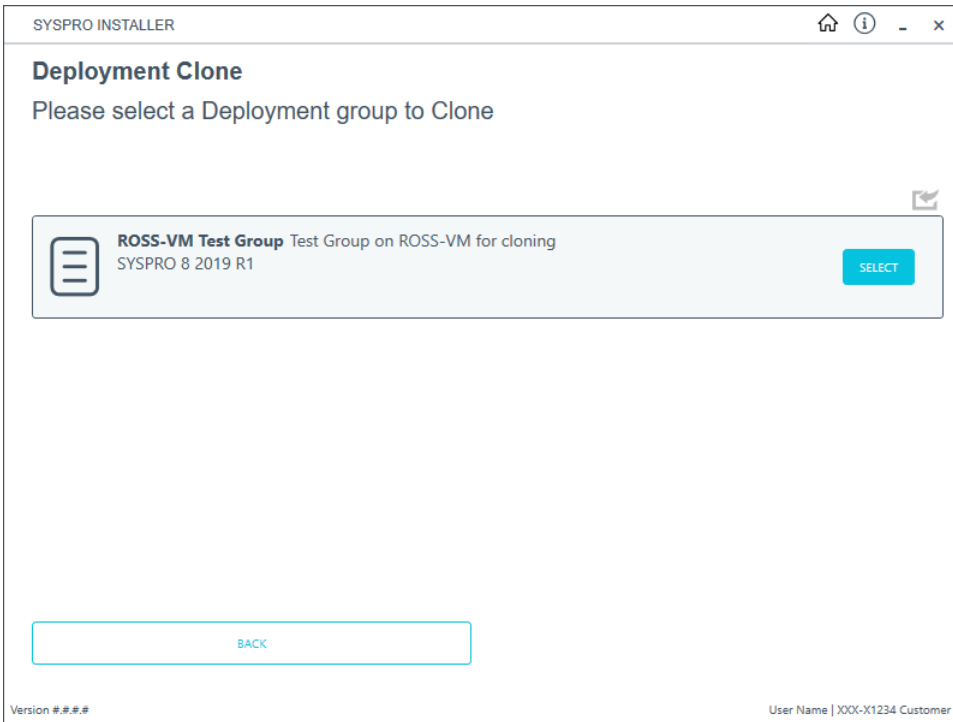 SYSPRO INSTALLER
Deployment Clone
Please select a Deployment group to Clone
ROSS-VM Test Group Test Group on ROSS-VM for cloning
SYSPRO 8 2019 R1
SELECT
BACK
Version #.#.#.#
User Name | XXX-X1234 Customer